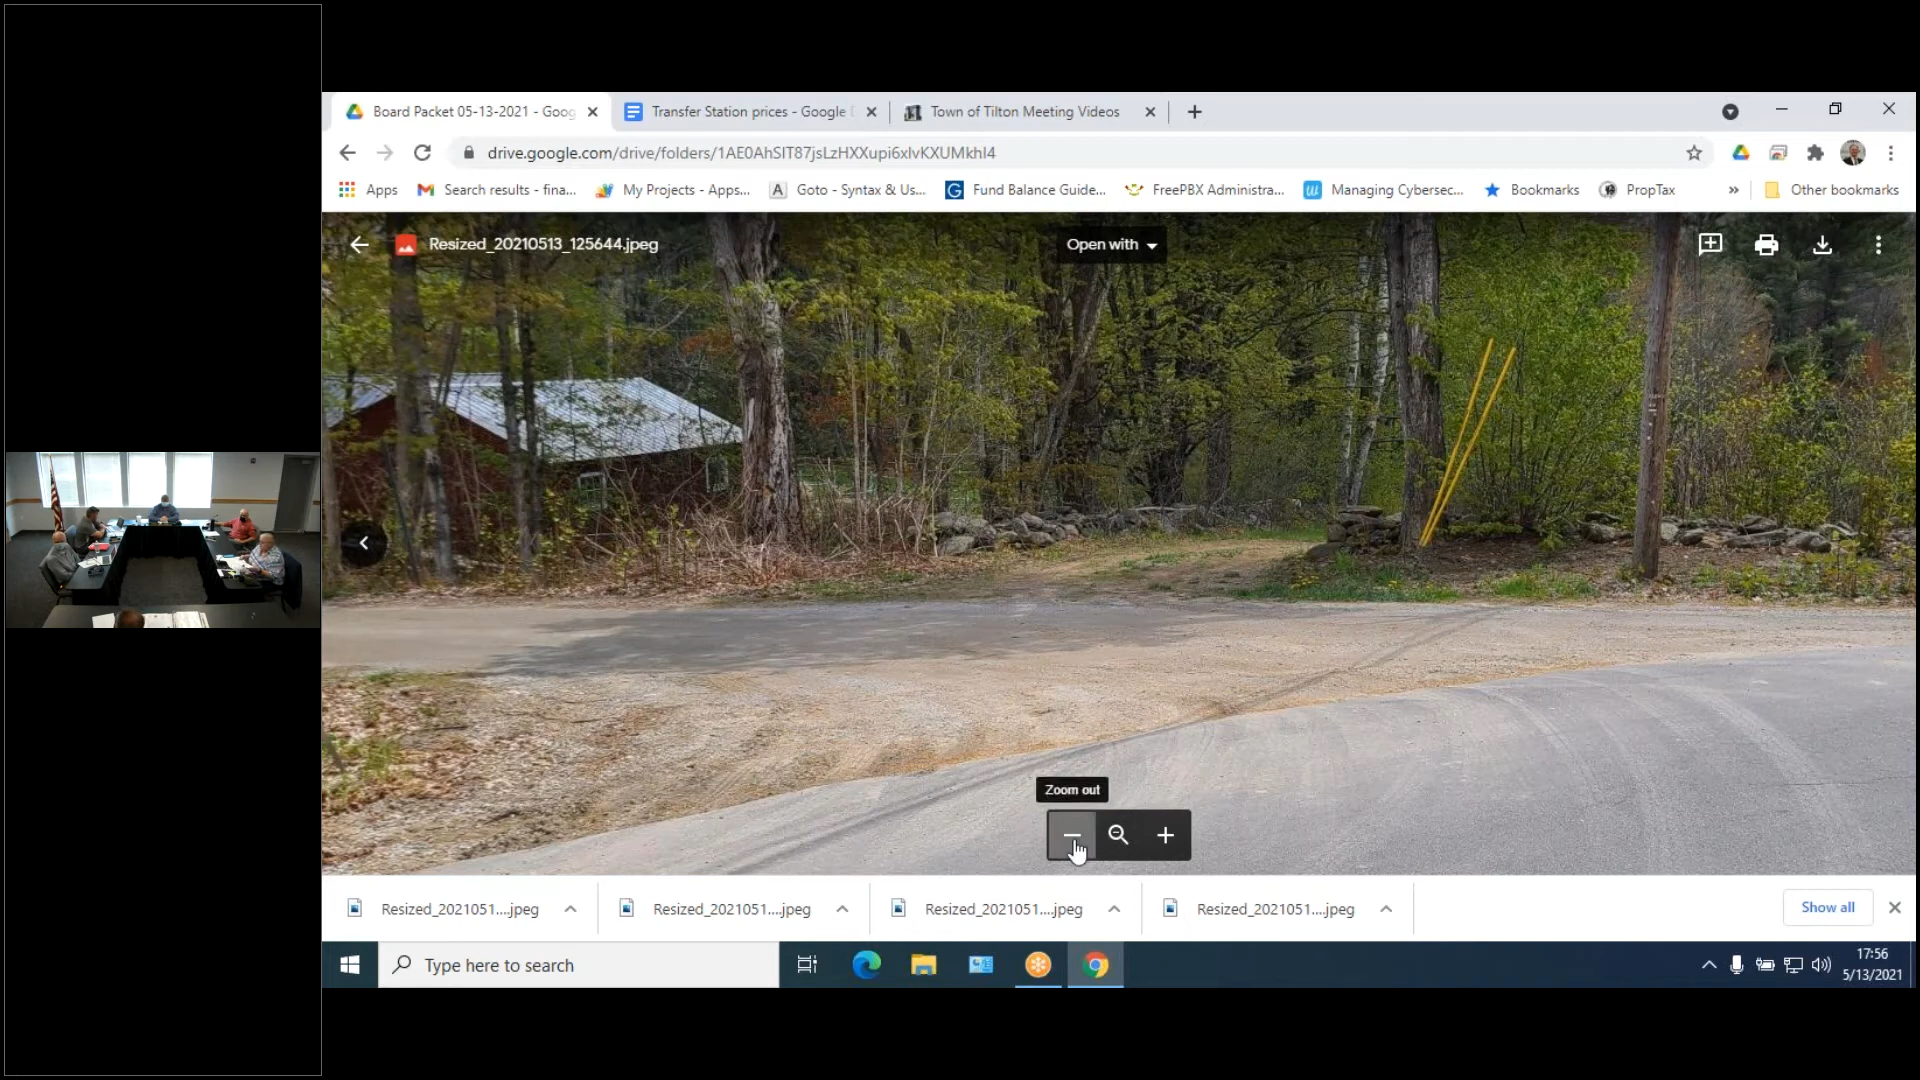 Board Packet 05-13-2021 - Goog
Transfer Station prices - Google D
Town of Tilton Meeting Videos
drive.google.com/drive/folders/1AE0AhSIT87jsLzHXXupi6xlvKXUMkhI4
Apps
Search results - fina...
My Projects - Apps...
A
Goto - Syntax & Us...
G
Fund Balance Guide...
FreePBX Administra...
Managing Cybersec...
Bookmarks
PropTax
»
Other bookmarks
Resized_20210513_125644.jpeg
Open with
Zoom out
Resized_2021051....jpeg
Resized_2021051....jpeg
Resized_2021051....jpeg
Resized_2021051....jpeg
Show all
Type here to search
17:56
5/13/2021